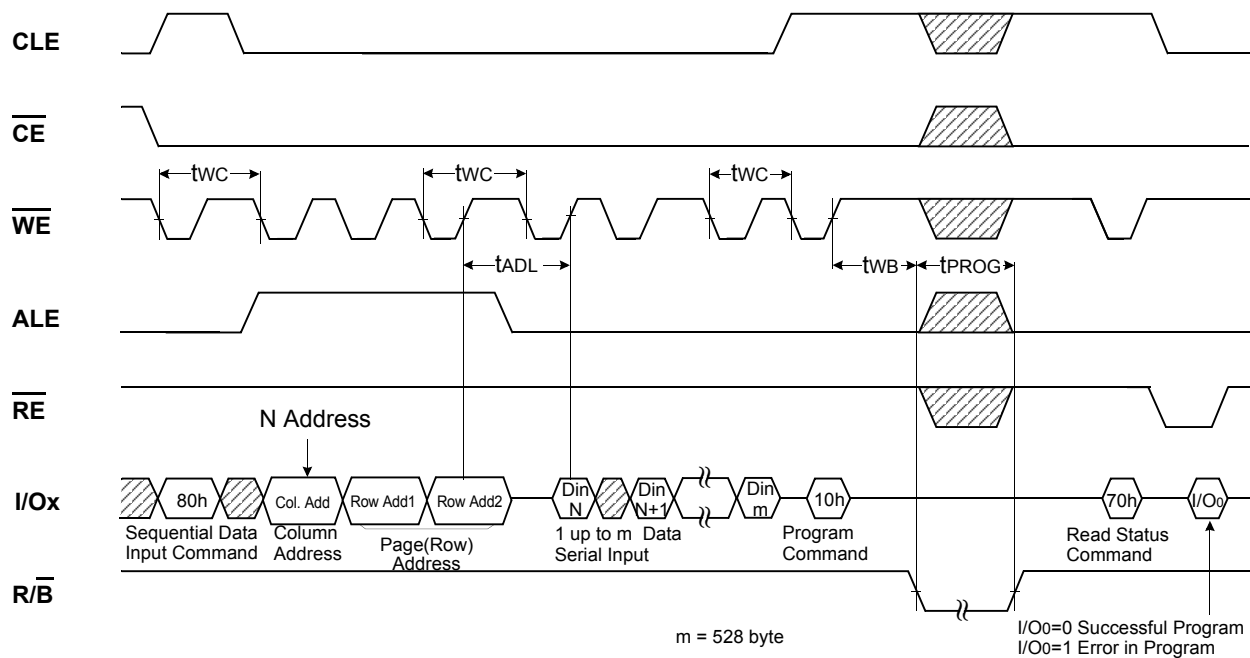 CLE
CE
tWC
tWC
tWC
WE
tADL
tWB
tPROG
ALE
RE
N Address
I/Ox
80h
Col. Add
Row Add1
Row Add2
Din
N
Din
N+1
Din
m
10h
70h
I/O0
Sequential Data
Input Command
Column
Address
Page(Row)
Address
1 up to m Data
Serial Input
Program
Command
Read Status
Command
R/B
m = 528 byte
I/O0=0 Successful Program
I/O0=1 Error in Program